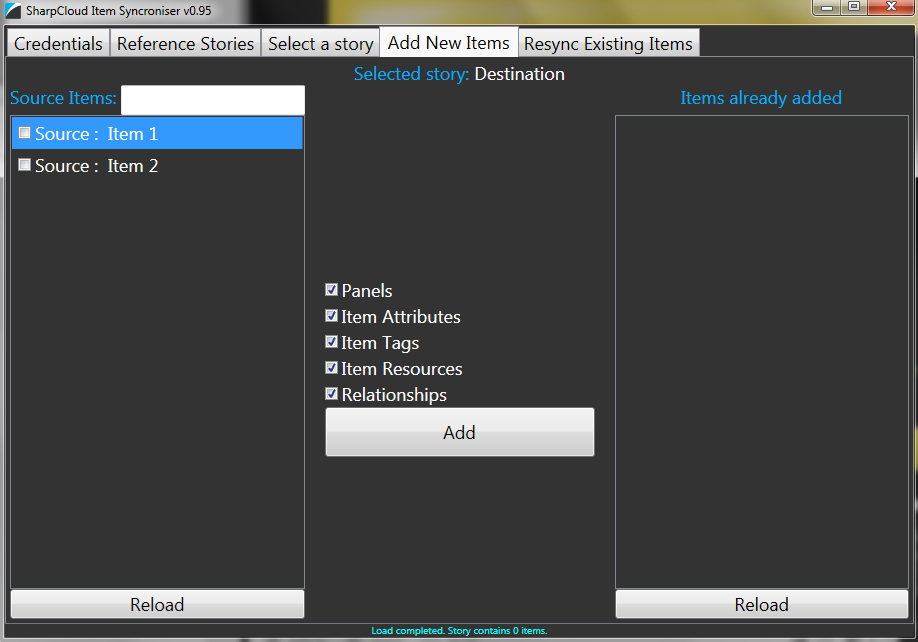 SharpCloud Item Syncroniser v0.95
Credentials Reference Stories Select a story Add New Items Resync Existing Items
Selected story: Destination
Source Items:
Items already added
Source : Item 1
Source : Item 2
Panels
Item Attributes
Item Tags
Item Resources
Relationships
Add
Reload
Reload
Load completed. Story contains 0 items.